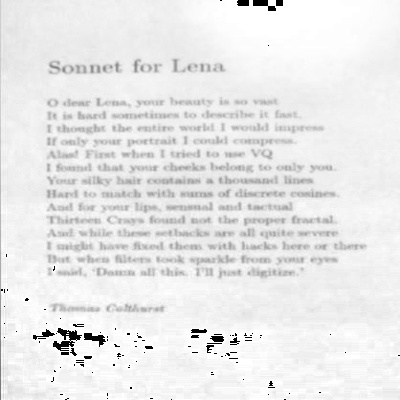 Sonnet for Lena
O dear Lena, your beauty is so vast
It is hard sometimes to describe it fast.
I thought the entire world I would impress
If only your portrait I could compress.
Alas! First when I tried to use VQ
I found that your cheeks belong to only you.
Your silky hair contains a thousand lines
Hard to match with sums of discrete cosines.
And for your lips, sensual and tactual
Thirteen Crays found not the proper fractal.
And while these setbacks are all quite severe
I might have fixed them with hacks here or there
But when filters took sparkle from your eyes
I said, 'Damn all this. I'll just digitize.'
Thomas Colthurst